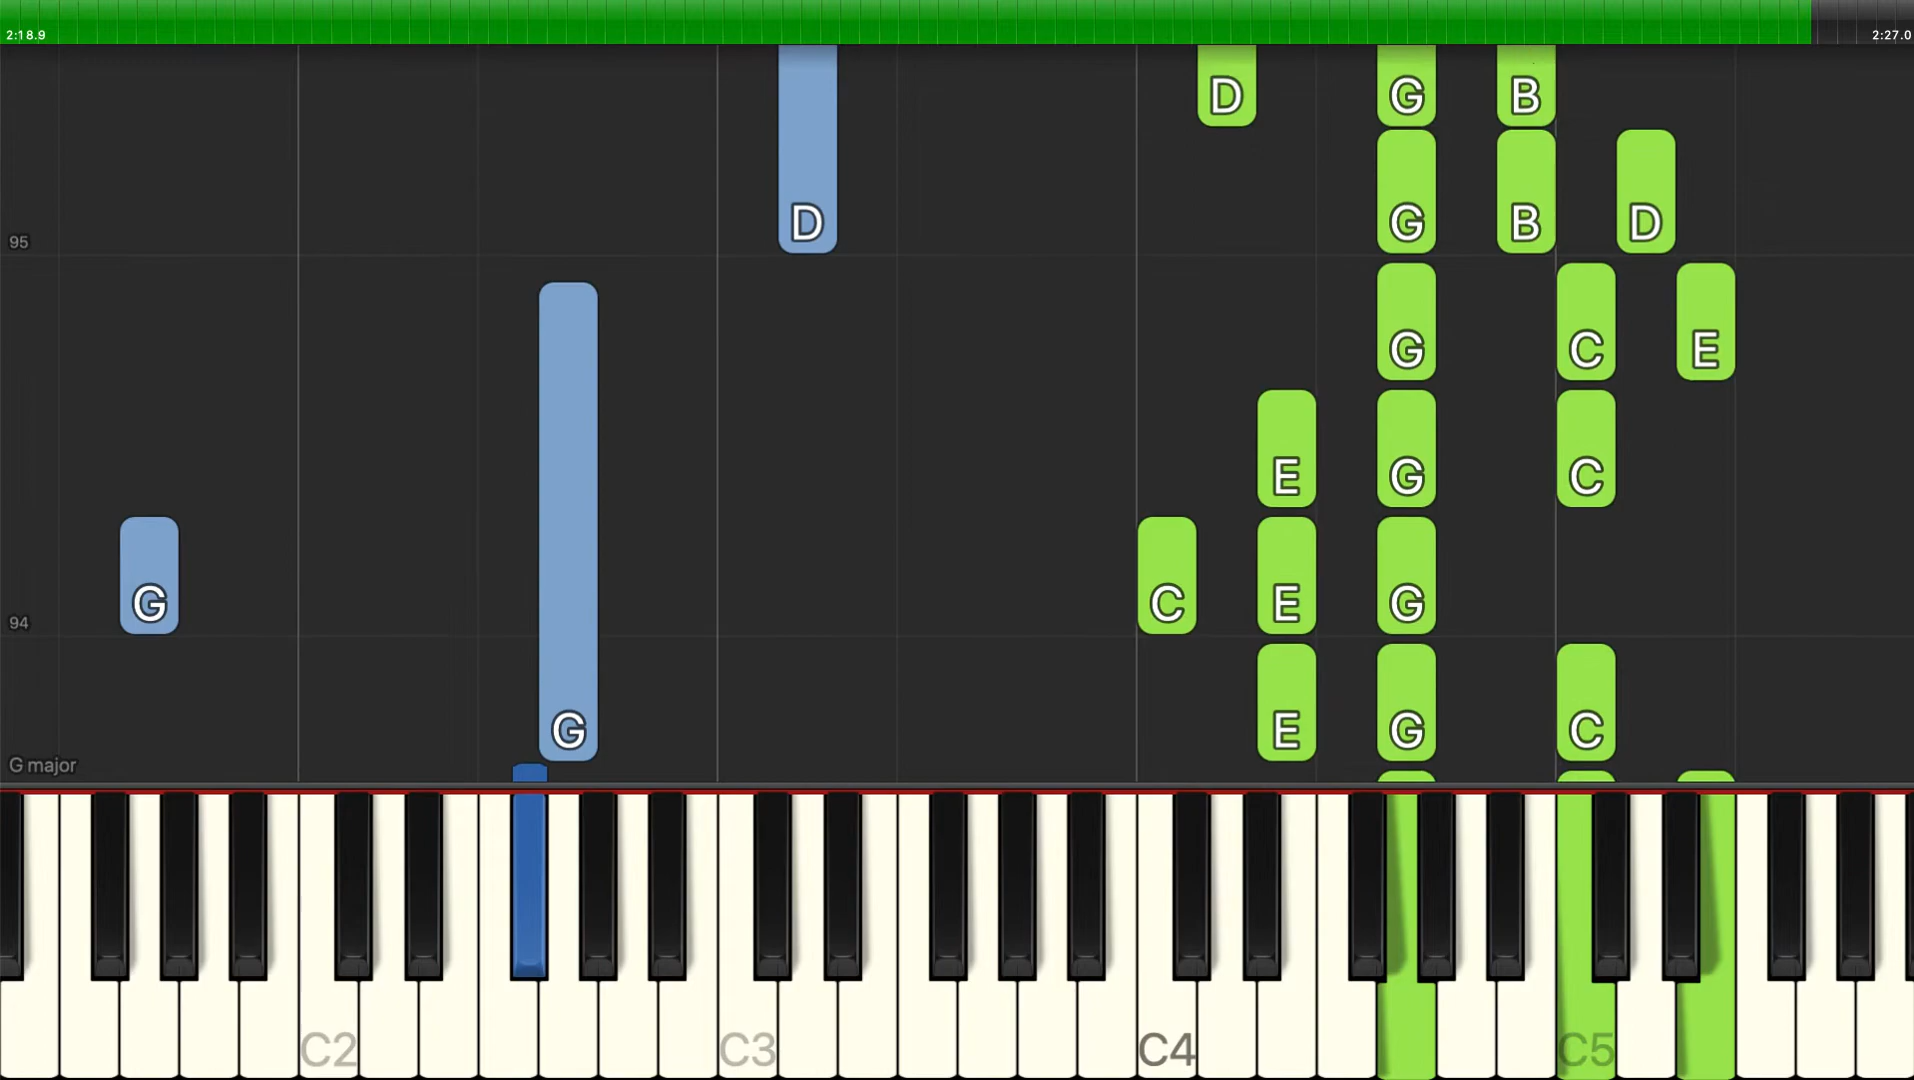 2:18.9 2:27.0
D G B
95 D G B D
G C E
E G C
94 G C E G
G E G C
G major
C2 C3 C4 C5